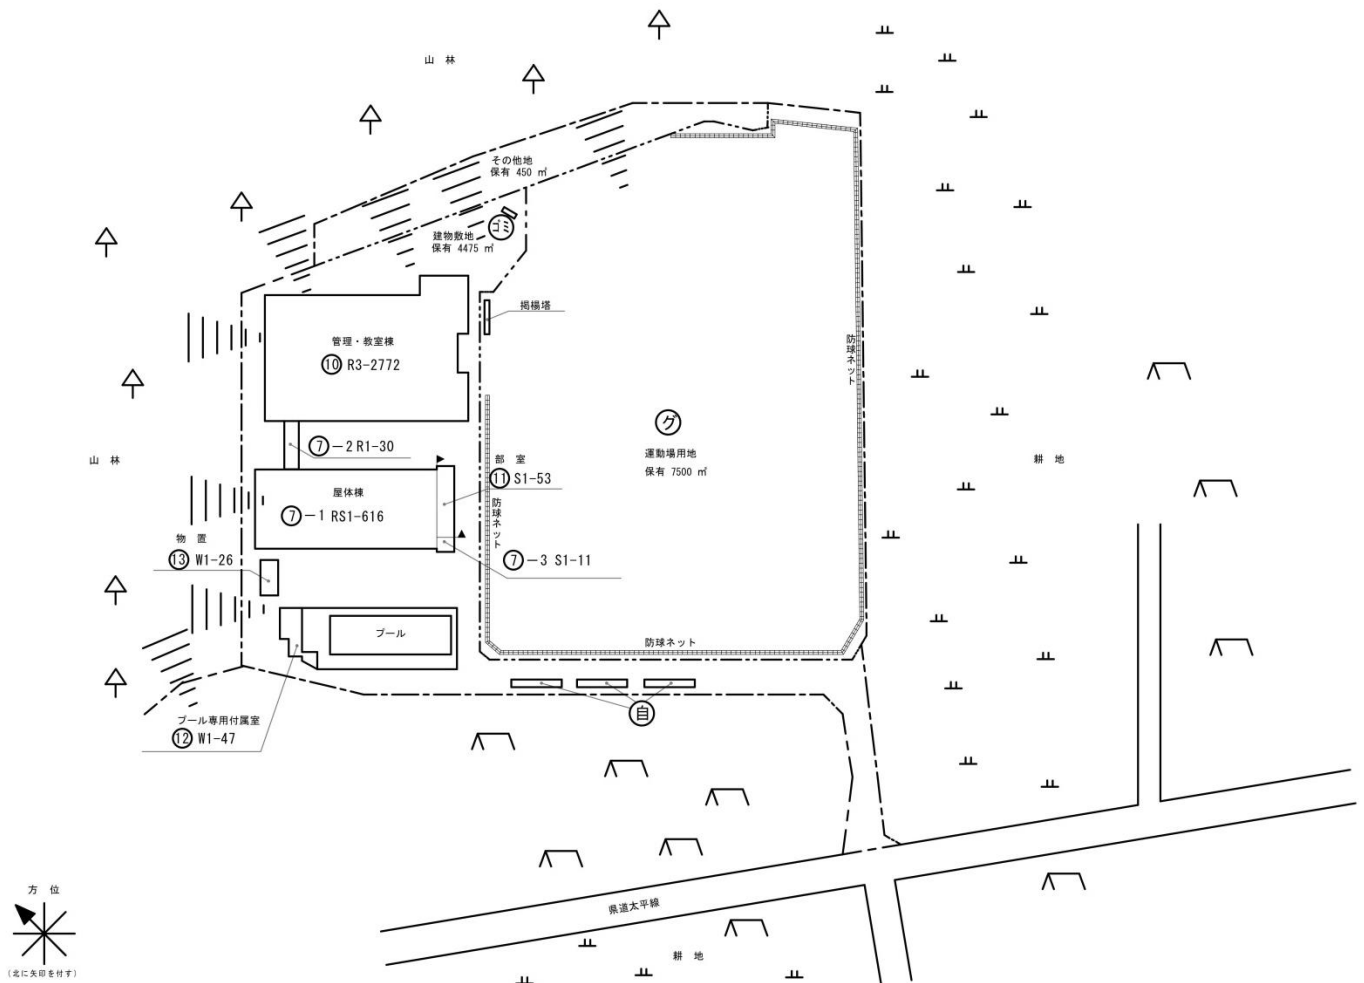 山林
その他地
保有 450 ㎡
ゴミ
建物敷地
保有 4475 ㎡
掲楊塔
管理・教室棟
⑩ R3-2772
防球ネット
グ
運動場用地
保有 7500 ㎡
⑦-2 R1-30
山林
耕地
部室
⑪ S1-53
屋体棟
⑦-1 RS1-616
防球ネット
物置
⑬ W1-26
⑦-3 S1-11
プール
防球ネット
自
プール専用付属室
⑫ W1-47
県道太平線
方位
(北に矢印を付す)
耕地